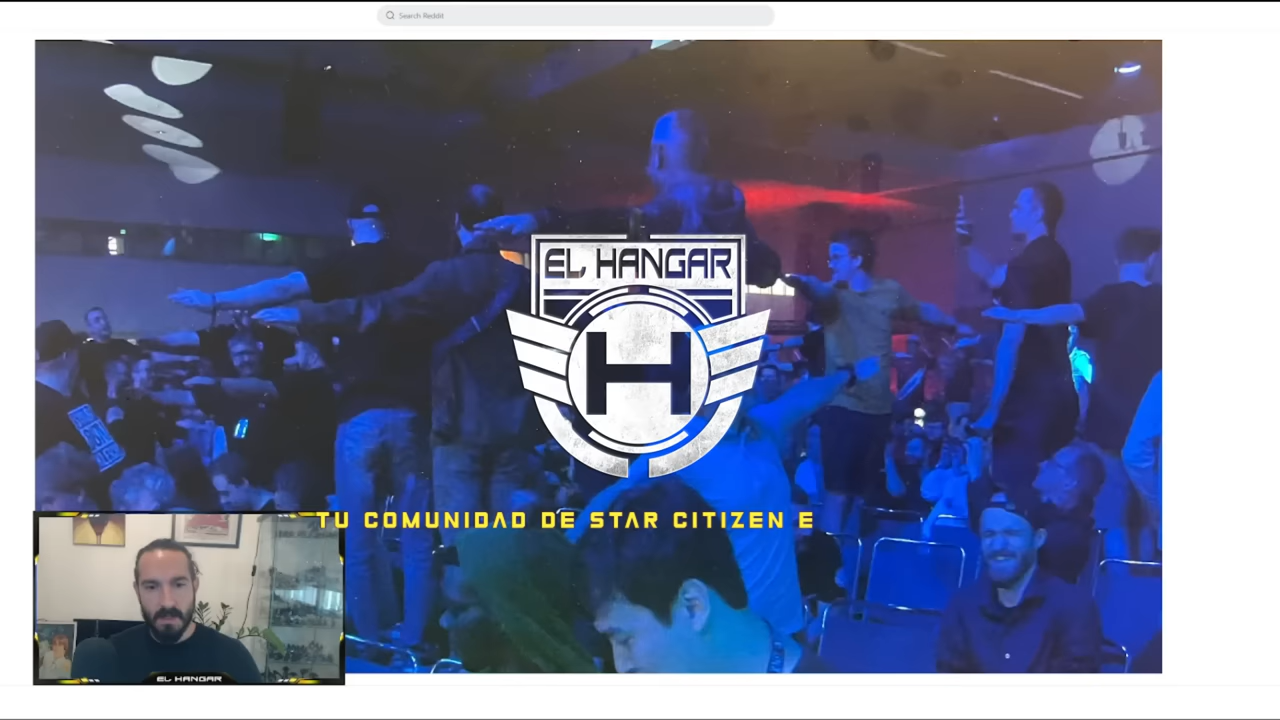 Search Reddit
EL HANGAR
H
TU COMUNIDAD DE STAR CITIZEN E
EL HANGAR